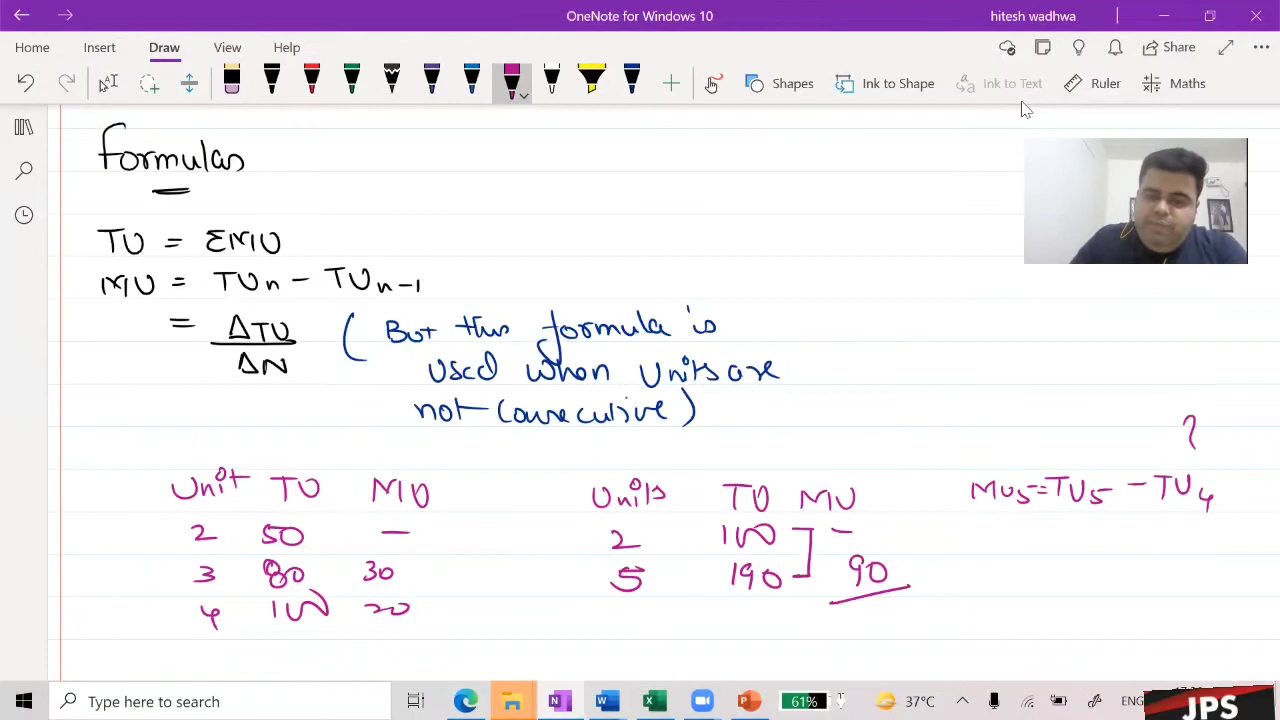 OneNote for Windows 10
hitesh wadhwa
Home Insert Draw View Help
Share
Shapes Ink to Shape Ink to Text Ruler Maths
Formulas
TU = ΣMU
MU = TUn - TUn-1
= ΔTU
ΔN
( But this formula is
used when units are
not consecutive)
?
Unit TU MU
2 50 -
3 80 30
4 100 20
Units TU MU
2 100 -
5 190 90
MU5=TU5 - TU4
Type here to search
61%
37°C
ENG
JPS